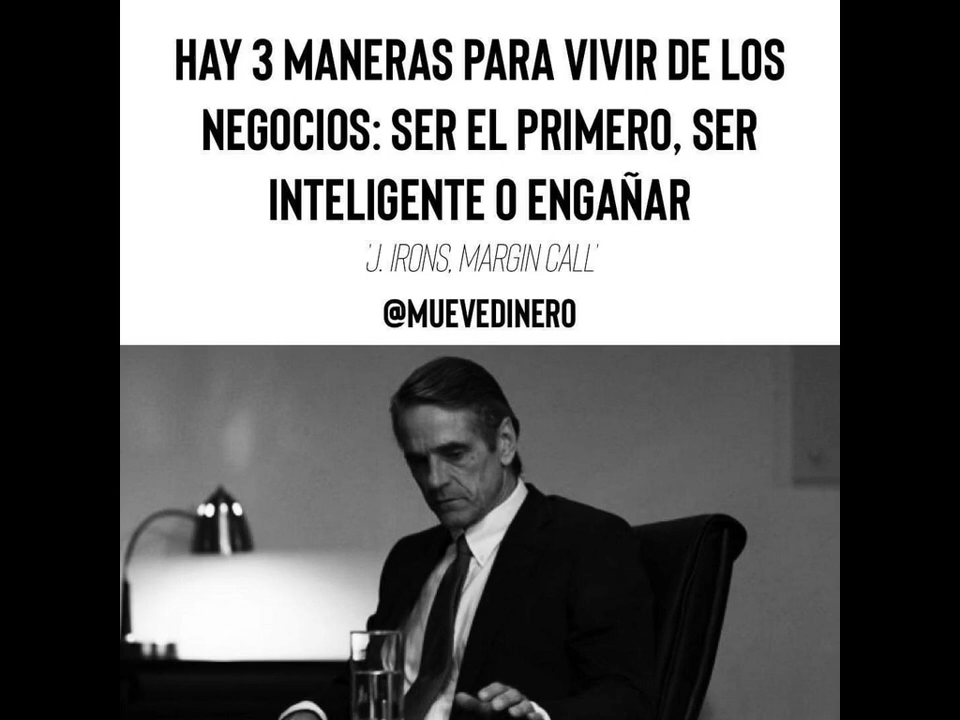 HAY 3 MANERAS PARA VIVIR DE LOS
NEGOCIOS: SER EL PRIMERO, SER
INTELIGENTE O ENGAÑAR
'J. IRONS, MARGIN CALL'
@MUEVEDINERO